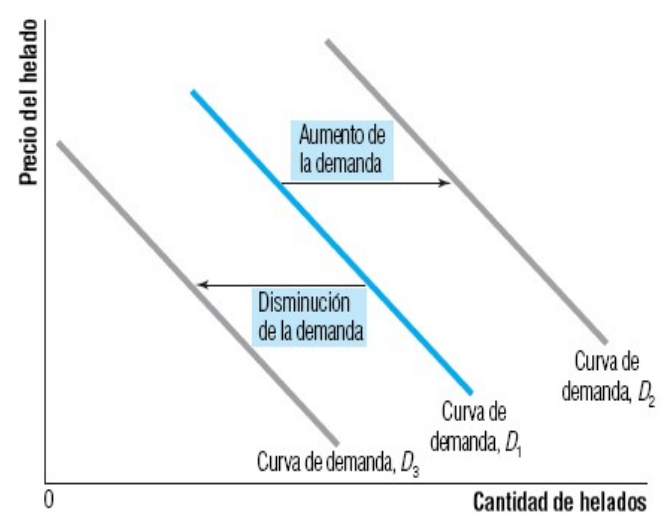 Precio del helado
Aumento de
la demanda
Disminución
de la demanda
Curva de
demanda, D₂
Curva de
demanda, D₁
Curva de demanda, D₃
0
Cantidad de helados